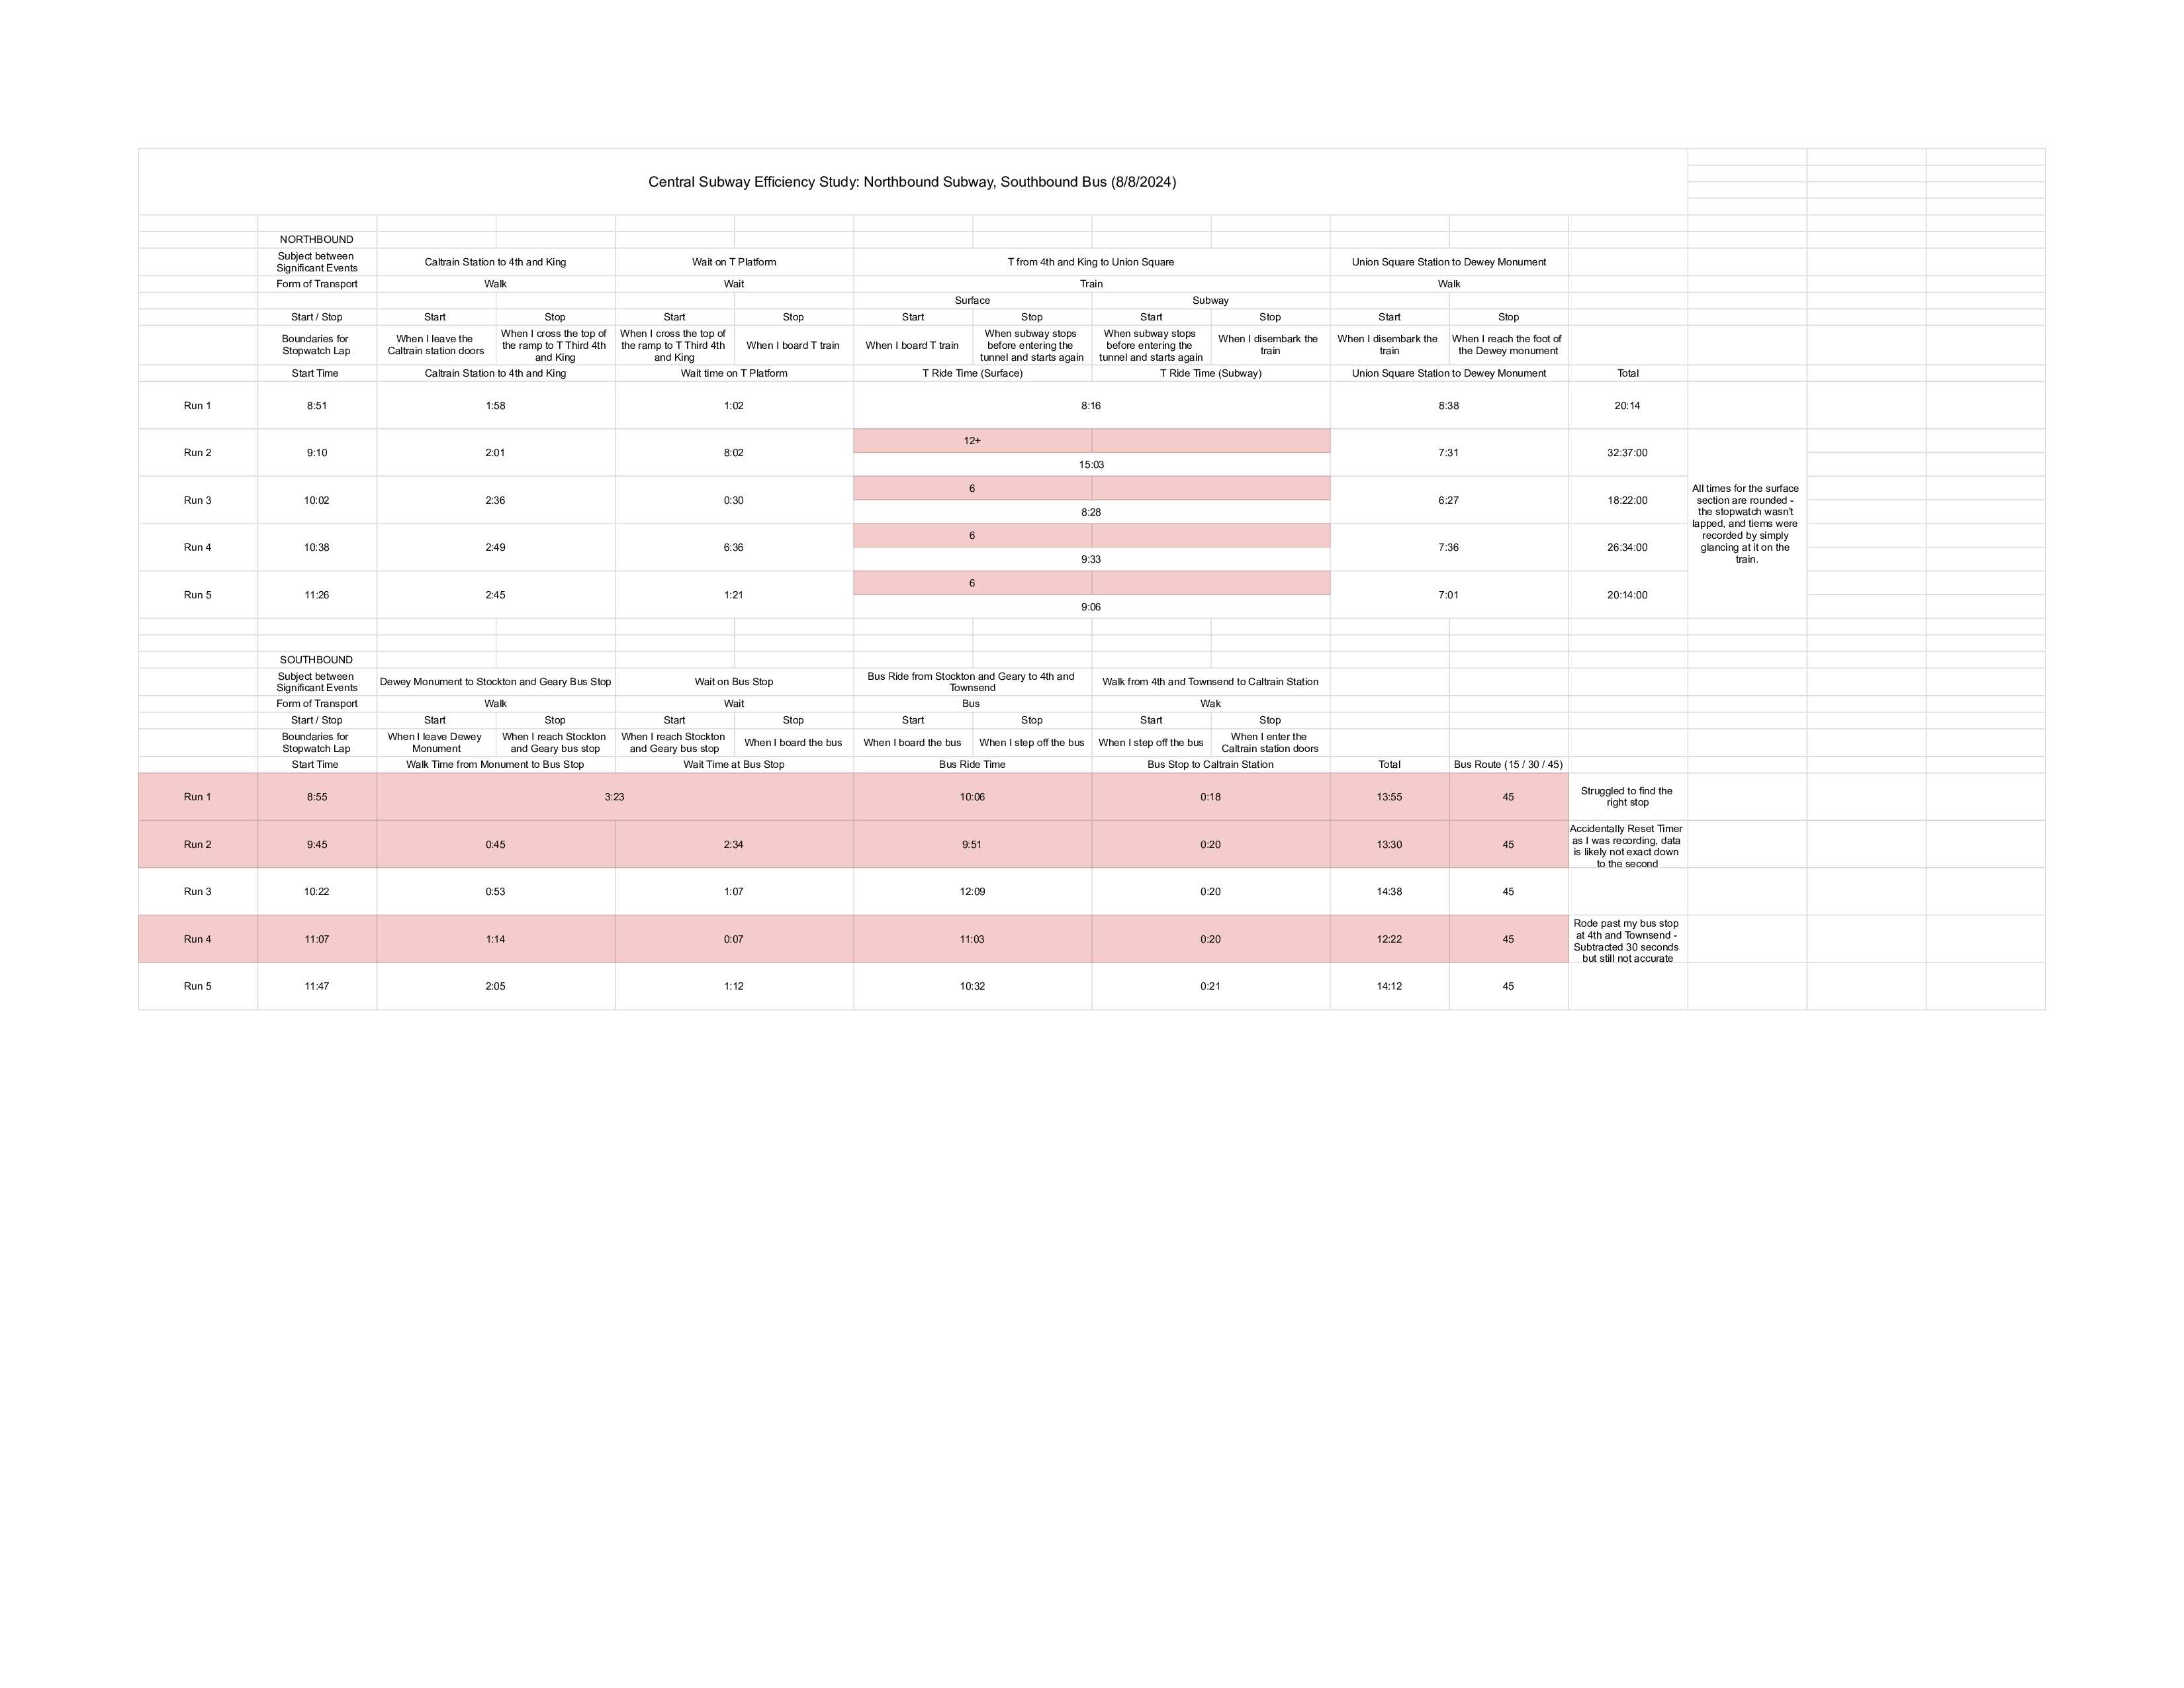 Central Subway Efficiency Study: Northbound Subway, Southbound Bus (8/8/2024)
NORTHBOUND
Subject between Significant Events Caltrain Station to 4th and King Wait on T Platform T from 4th and King to Union Square Union Square Station to Dewey Monument
Form of Transport Walk Wait Train Walk
Surface Subway
Start / Stop Start Stop Start Stop Start Stop Start Stop Start Stop
Boundaries for Stopwatch Lap When I leave the Caltrain station doors When I cross the top of the ramp to T Third 4th and King When I cross the top of the ramp to T Third 4th and King When I board T train When I board T train When subway stops before entering the tunnel and starts again When subway stops before entering the tunnel and starts again When I disembark the train When I disembark the train When I reach the foot of the Dewey monument
Start Time Caltrain Station to 4th and King Wait time on T Platform T Ride Time (Surface) T Ride Time (Subway) Union Square Station to Dewey Monument Total
Run 1 8:51 1:58 1:02 8:16 8:38 20:14
Run 2 9:10 2:01 8:02 12+ 15:03 7:31 32:37:00
Run 3 10:02 2:36 0:30 6 8:28 6:27 18:22:00
Run 4 10:38 2:49 6:36 6 9:33 7:36 26:34:00
Run 5 11:26 2:45 1:21 6 9:06 7:01 20:14:00
All times for the surface section are rounded - the stopwatch wasn't lapped, and tiems were recorded by simply glancing at it on the train.
SOUTHBOUND
Subject between Significant Events Dewey Monument to Stockton and Geary Bus Stop Wait on Bus Stop Bus Ride from Stockton and Geary to 4th and Townsend Walk from 4th and Townsend to Caltrain Station
Form of Transport Walk Wait Bus Wak
Start / Stop Start Stop Start Stop Start Stop Start Stop
Boundaries for Stopwatch Lap When I leave Dewey Monument When I reach Stockton and Geary bus stop When I reach Stockton and Geary bus stop When I board the bus When I board the bus When I step off the bus When I step off the bus When I enter the Caltrain station doors
Start Time Walk Time from Monument to Bus Stop Wait Time at Bus Stop Bus Ride Time Bus Stop to Caltrain Station Total Bus Route (15 / 30 / 45)
Run 1 8:55 3:23 10:06 0:18 13:55 45 Struggled to find the right stop
Run 2 9:45 0:45 2:34 9:51 0:20 13:30 45 Accidentally Reset Timer as I was recording, data is likely not exact down to the second
Run 3 10:22 0:53 1:07 12:09 0:20 14:38 45
Run 4 11:07 1:14 0:07 11:03 0:20 12:22 45 Rode past my bus stop at 4th and Townsend - Subtracted 30 seconds but still not accurate
Run 5 11:47 2:05 1:12 10:32 0:21 14:12 45